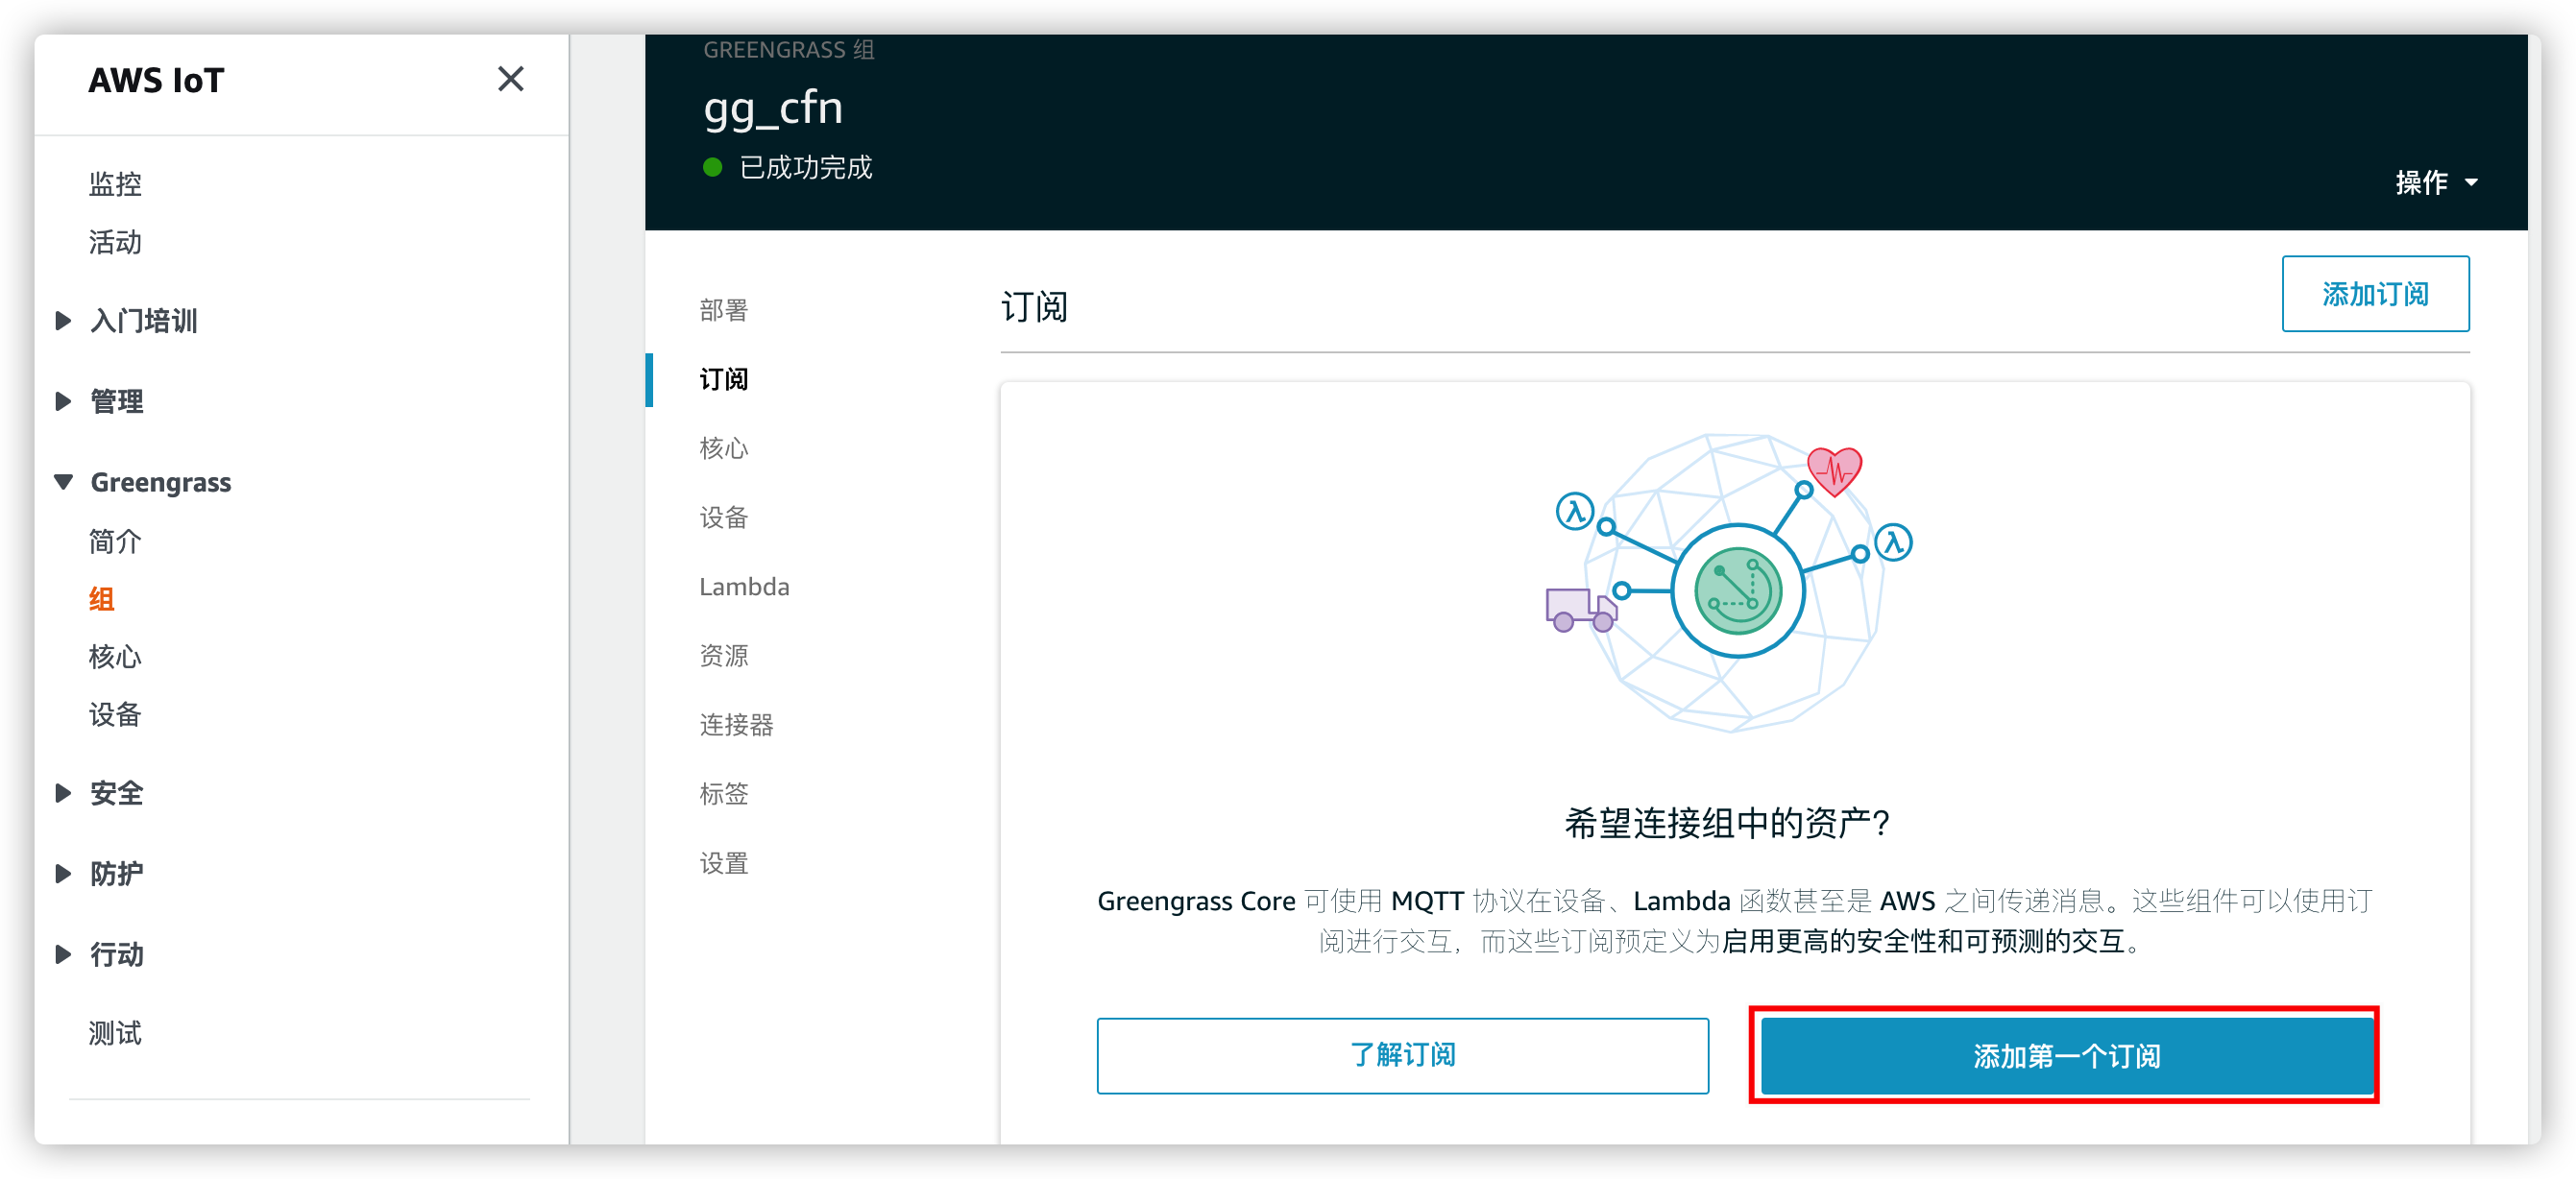 AWS IoT
监控
活动
入门培训
管理
Greengrass
简介
组
核心
设备
安全
防护
行动
测试
GREENGRASS 组
gg_cfn
已成功完成
操作
部署
订阅
核心
设备
Lambda
资源
连接器
标签
设置
订阅
添加订阅
希望连接组中的资产?
Greengrass Core 可使用 MQTT 协议在设备、Lambda 函数甚至是 AWS 之间传递消息。这些组件可以使用订
阅进行交互，而这些订阅预定义为启用更高的安全性和可预测的交互。
了解订阅
添加第一个订阅